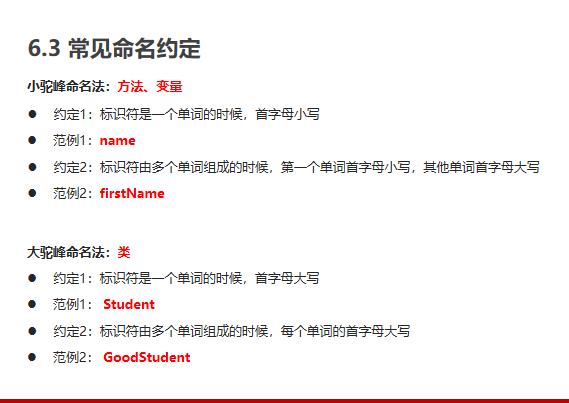 6.3 常见命名约定
小驼峰命名法：方法、变量
● 约定1：标识符是一个单词的时候，首字母小写
● 范例1：name
● 约定2：标识符由多个单词组成的时候，第一个单词首字母小写，其他单词首字母大写
● 范例2：firstName
大驼峰命名法：类
● 约定1：标识符是一个单词的时候，首字母大写
● 范例1： Student
● 约定2：标识符由多个单词组成的时候，每个单词的首字母大写
● 范例2： GoodStudent